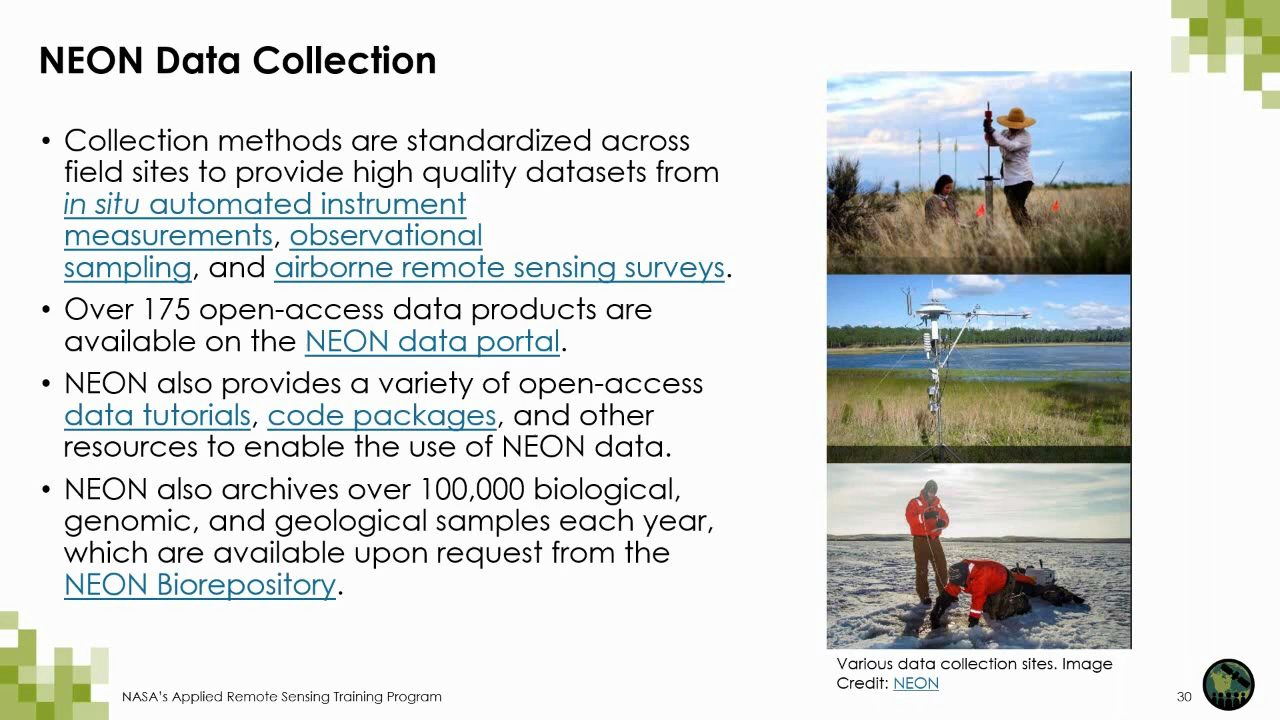 NEON Data Collection
• Collection methods are standardized across
field sites to provide high quality datasets from
in situ automated instrument
measurements, observational
sampling, and airborne remote sensing surveys.
• Over 175 open-access data products are
available on the NEON data portal.
• NEON also provides a variety of open-access
data tutorials, code packages, and other
resources to enable the use of NEON data.
• NEON also archives over 100,000 biological,
genomic, and geological samples each year,
which are available upon request from the
NEON Biorepository.
Various data collection sites. Image
Credit: NEON
NASA's Applied Remote Sensing Training Program
30